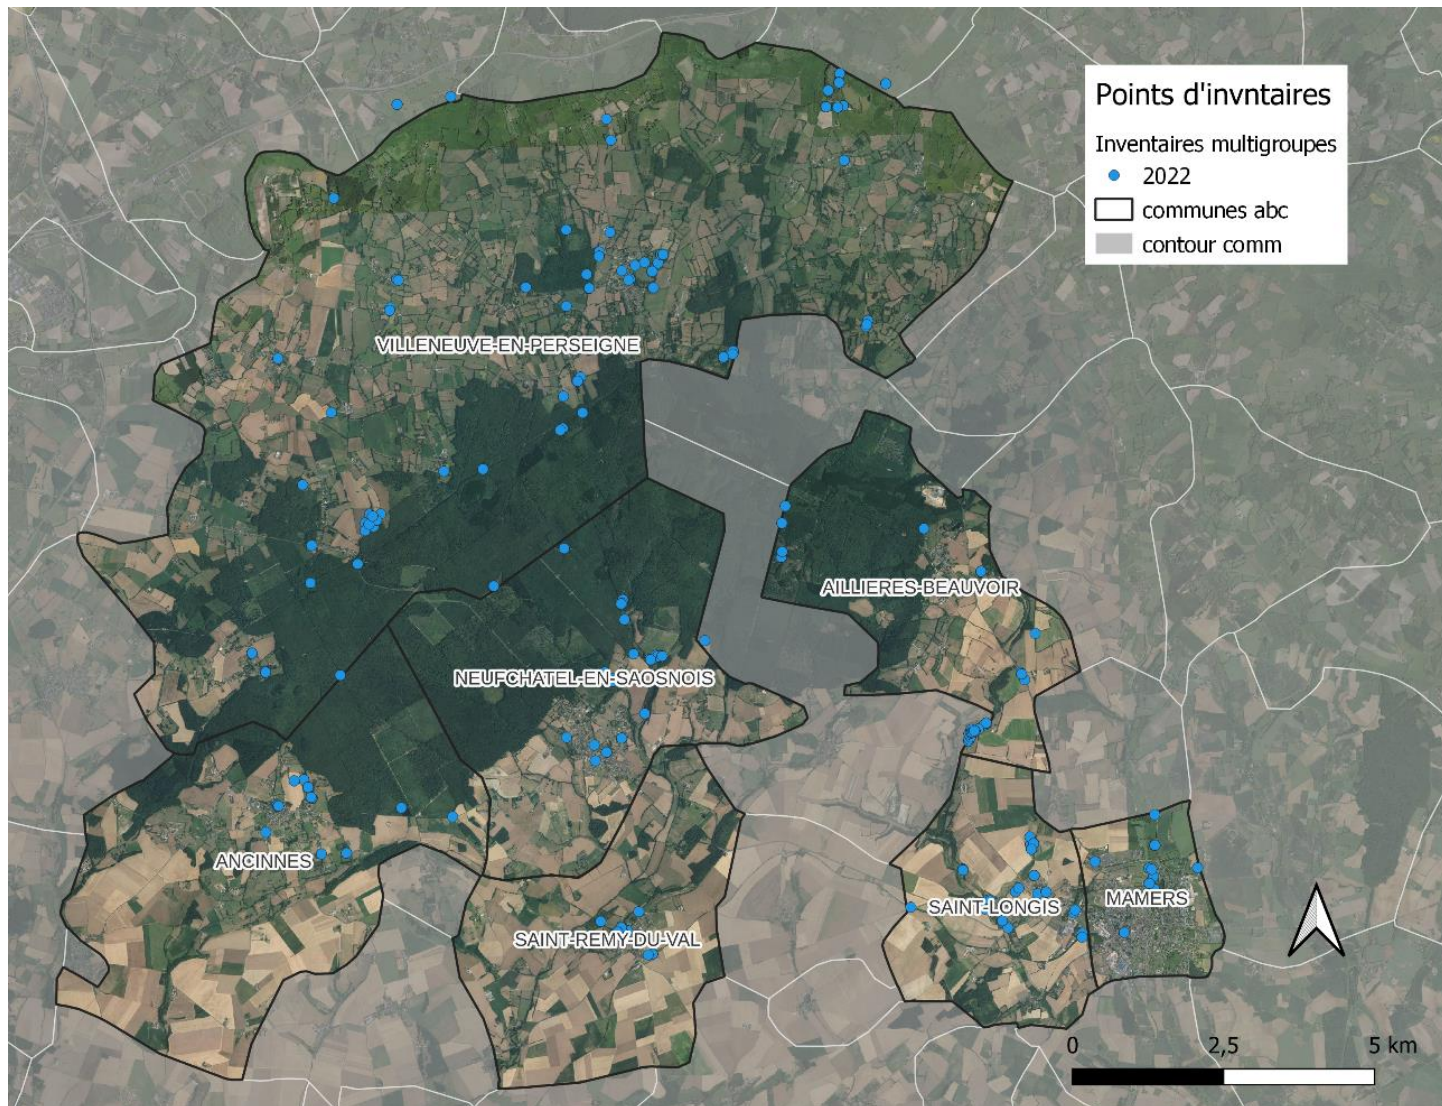 Points d'invntaires
Inventaires multigroupes
2022
communes abc
contour comm
VILLENEUVE-EN-PERSEIGNE
AILLIERES-BEAUVOIR
NEUFCHATEL-EN-SAOSNOIS
ANCINNES
SAINT-REMY-DU-VAL
SAINT-LONGIS
MAMERS
0 2,5 5 km